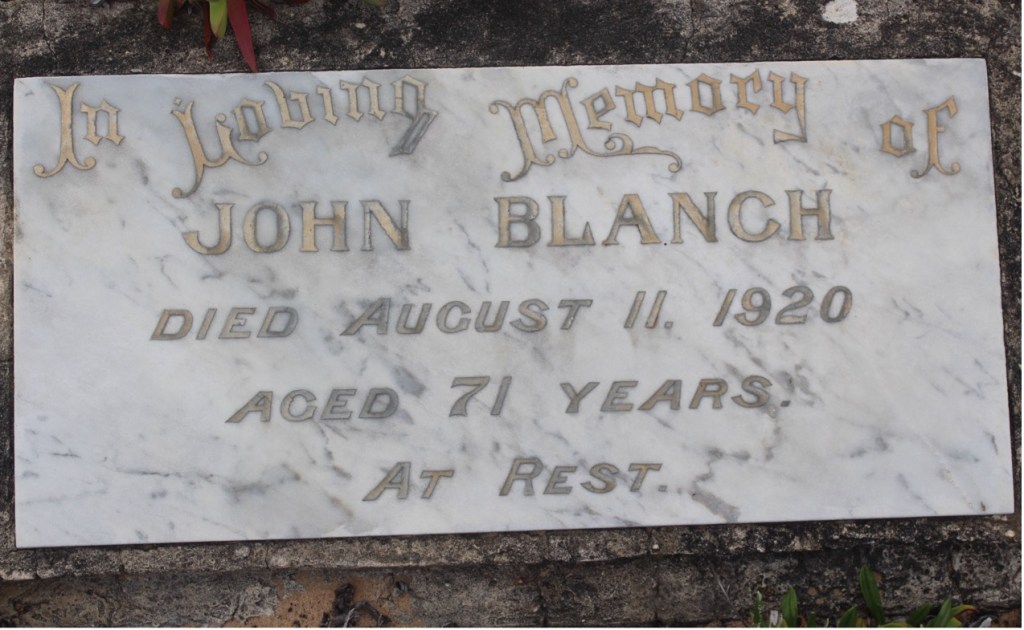 In Loving Memory of
JOHN BLANCH
DIED AUGUST 11. 1920
AGED 71 YEARS.
AT REST.